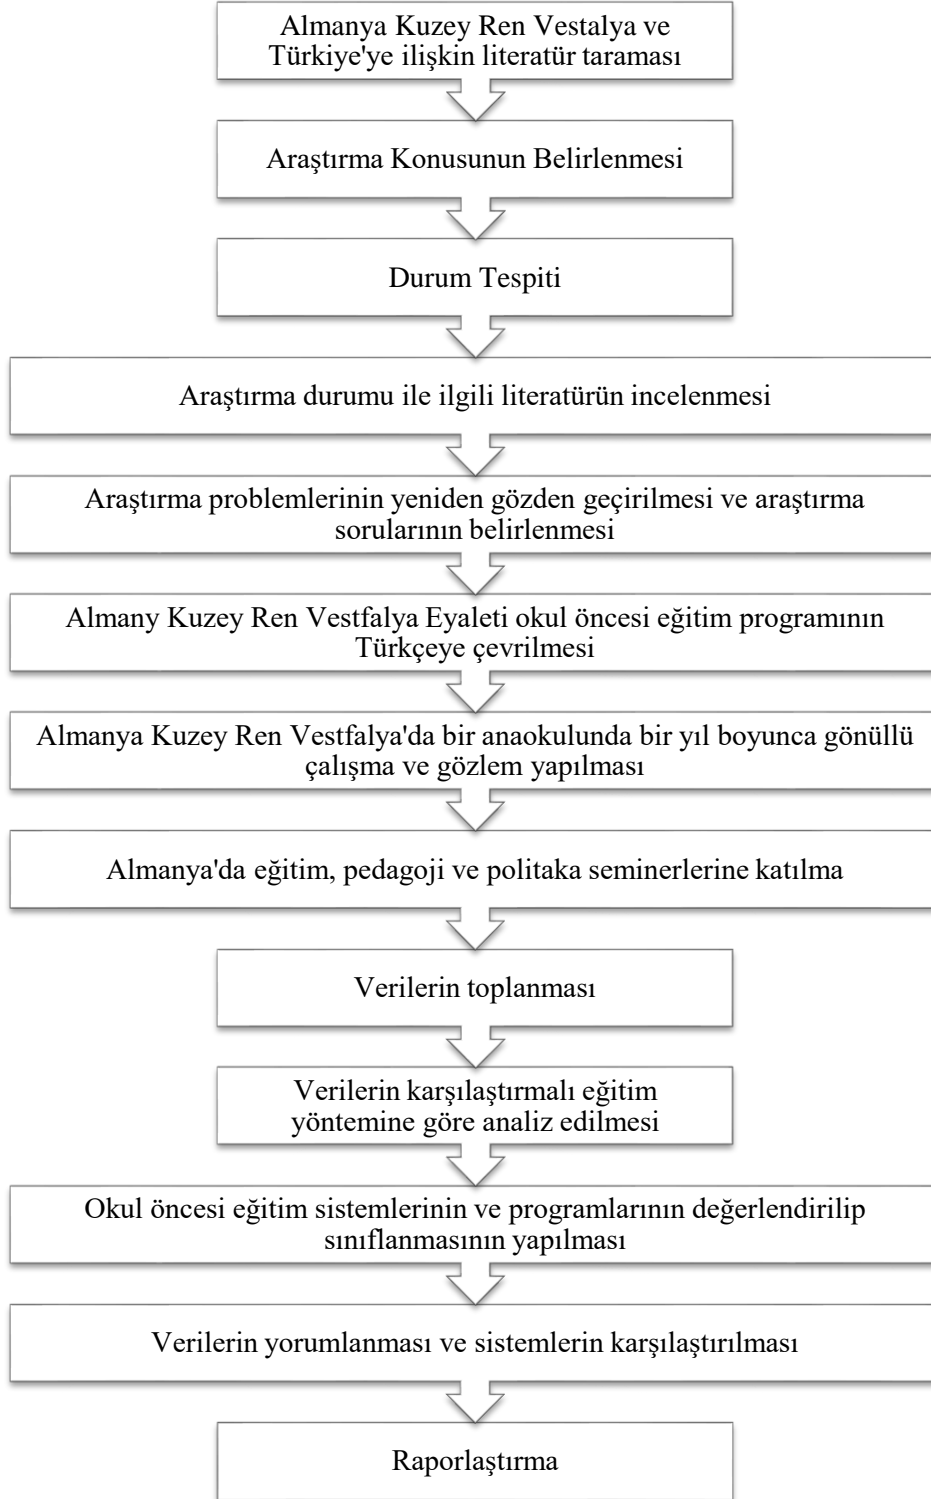 Almanya Kuzey Ren Vestalya ve
Türkiye'ye ilişkin literatür taraması
Araştırma Konusunun Belirlenmesi
Durum Tespiti
Araştırma durumu ile ilgili literatürün incelenmesi
Araştırma problemlerinin yeniden gözden geçirilmesi ve araştırma
sorularının belirlenmesi
Almany Kuzey Ren Vestfalya Eyaleti okul öncesi eğitim programının
Türkçeye çevrilmesi
Almanya Kuzey Ren Vestfalya'da bir anaokulunda bir yıl boyunca gönüllü
çalışma ve gözlem yapılması
Almanya'da eğitim, pedagoji ve politaka seminerlerine katılma
Verilerin toplanması
Verilerin karşılaştırmalı eğitim
yöntemine göre analiz edilmesi
Okul öncesi eğitim sistemlerinin ve programlarının değerlendirilip
sınıflanmasının yapılması
Verilerin yorumlanması ve sistemlerin karşılaştırılması
Raporlaştırma